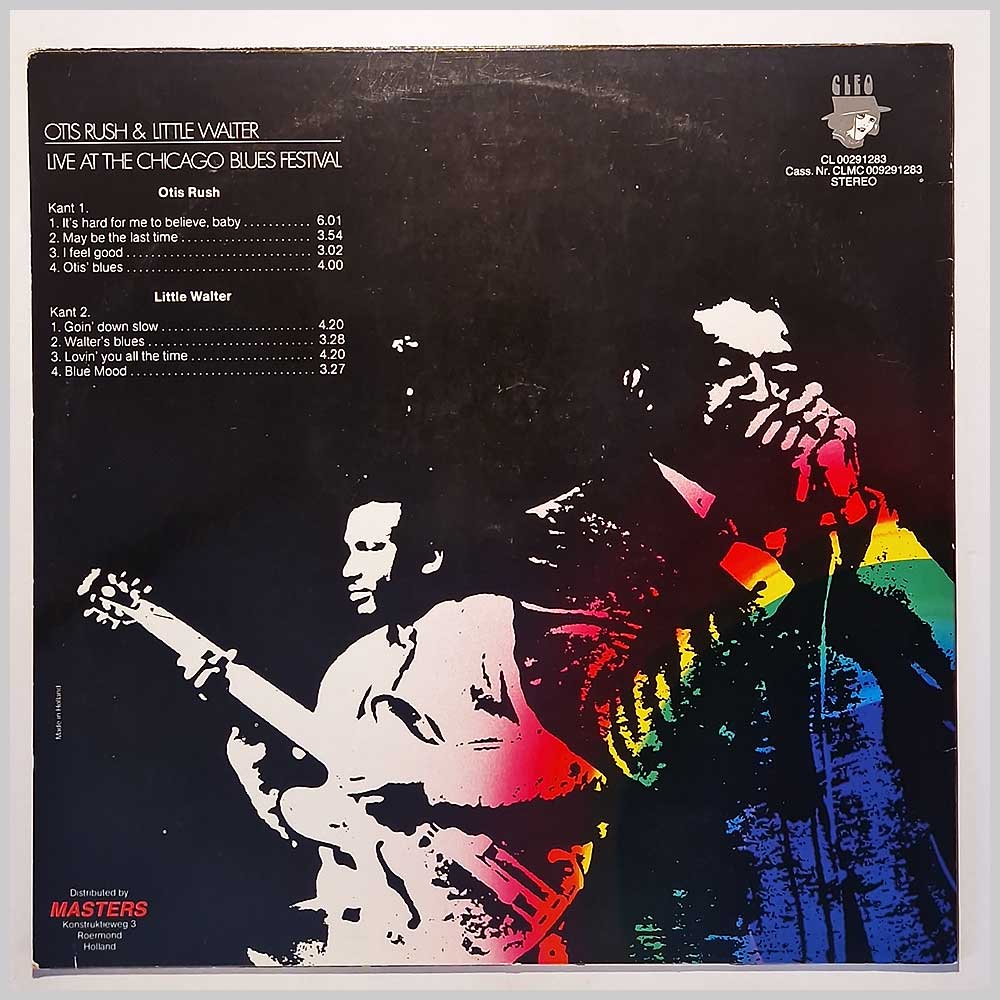 OTIS RUSH & LITTLE WALTER
LIVE AT THE CHICAGO BLUES FESTIVAL
Otis Rush
Kant 1.
1. It's hard for me to believe, baby ........... 6.01
2. May be the last time ..................... 3.54
3. I feel good .............................. 3.02
4. Otis' blues .............................. 4.00
Little Walter
Kant 2.
1. Goin' down slow ........................ 4.20
2. Walter's blues .......................... 3.28
3. Lovin' you all the time ................... 4.20
4. Blue Mood ............................. 3.27
CLEO
CL 00291283
Cass. Nr. CLMC 009291283
STEREO
Made in Holland
Distributed by
MASTERS
Konstruktieweg 3
Roermond
Holland